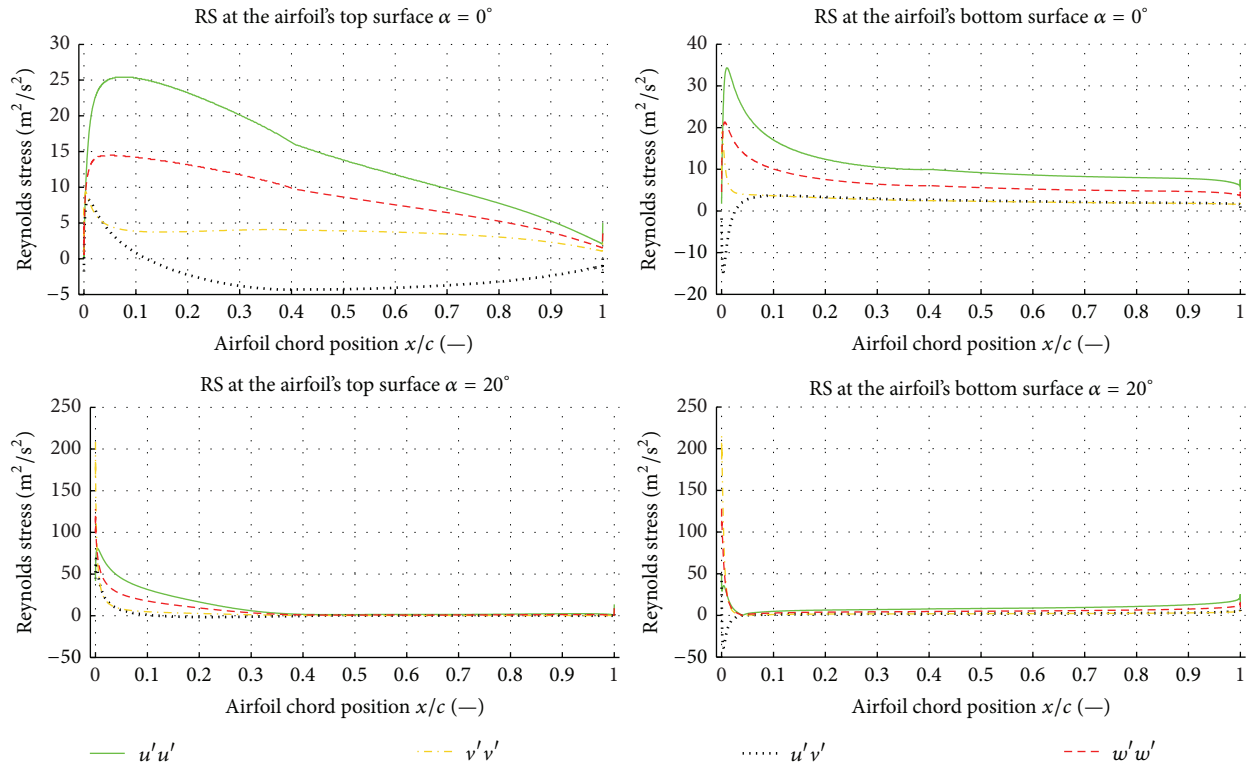 RS at the airfoil's top surface α = 0°
Reynolds stress (m²/s²)
30
25
20
15
10
5
0
−5
0 0.1 0.2 0.3 0.4 0.5 0.6 0.7 0.8 0.9 1
Airfoil chord position x/c (—)
RS at the airfoil's bottom surface α = 0°
Reynolds stress (m²/s²)
40
30
20
10
0
−10
−20
0 0.1 0.2 0.3 0.4 0.5 0.6 0.7 0.8 0.9 1
Airfoil chord position x/c (—)
RS at the airfoil's top surface α = 20°
Reynolds stress (m²/s²)
250
200
150
100
50
0
−50
0 0.1 0.2 0.3 0.4 0.5 0.6 0.7 0.8 0.9 1
Airfoil chord position x/c (—)
RS at the airfoil's bottom surface α = 20°
Reynolds stress (m²/s²)
250
200
150
100
50
0
−50
0 0.1 0.2 0.3 0.4 0.5 0.6 0.7 0.8 0.9 1
Airfoil chord position x/c (—)
u′u′ v′v′ u′v′ w′w′